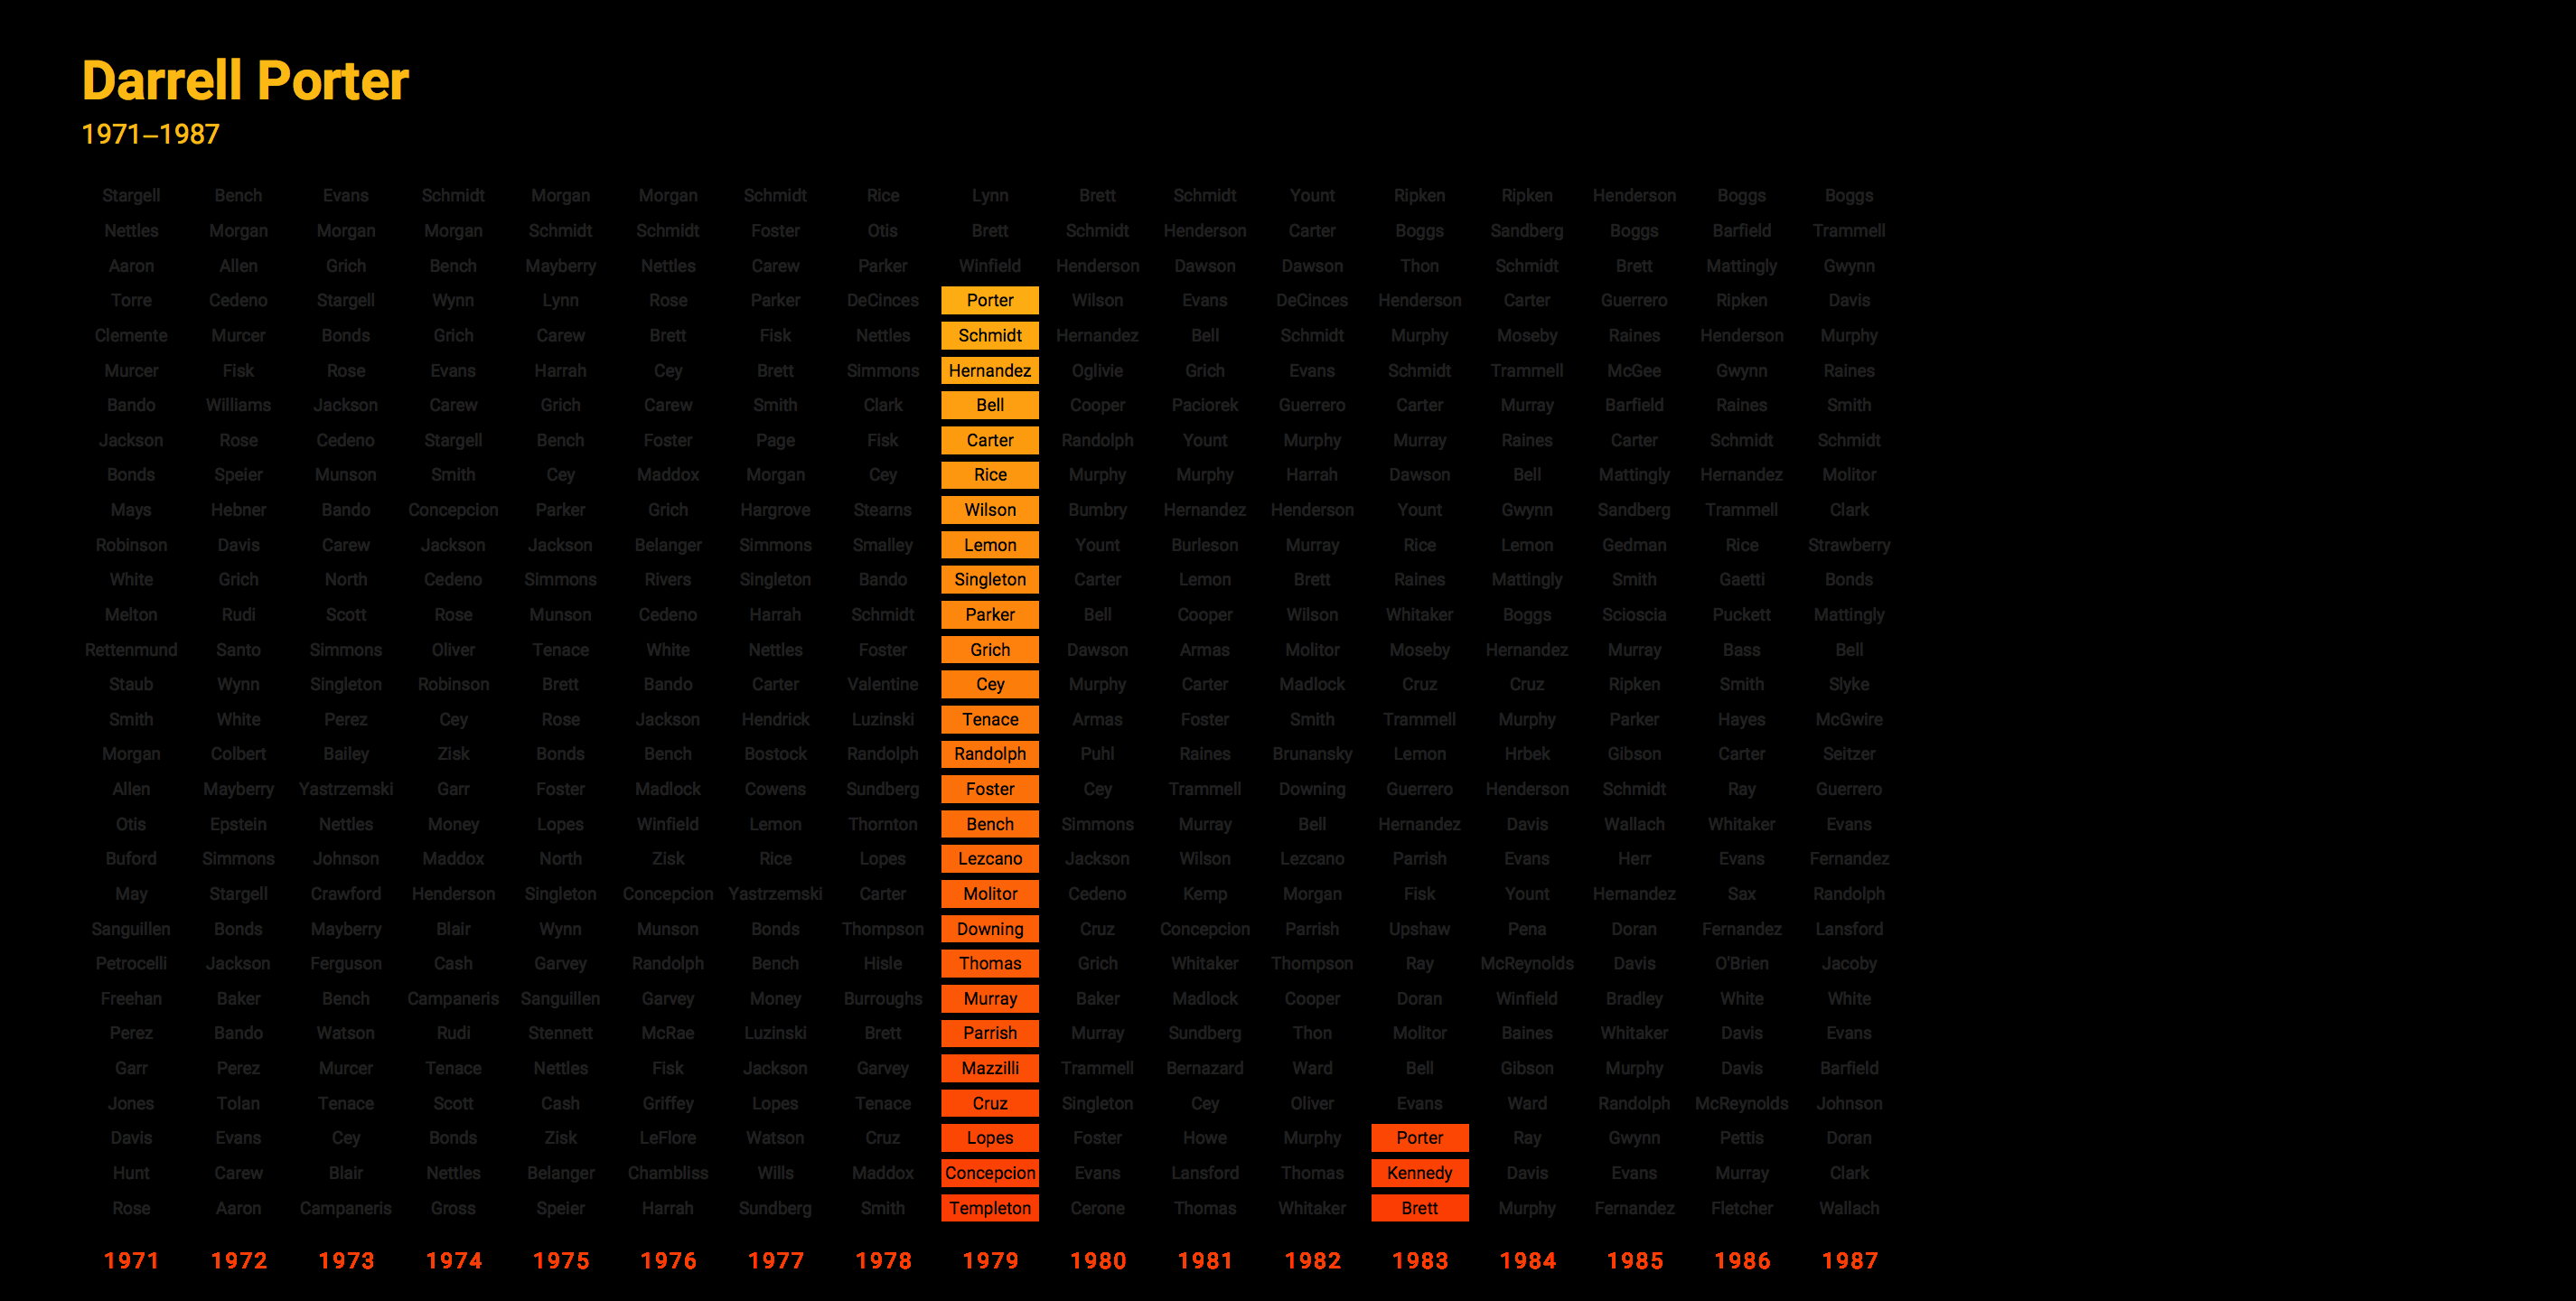 Darrell Porter
1971–1987
Stargell Bench Evans Schmidt Morgan Morgan Schmidt Rice Lynn Brett Schmidt Yount Ripken Ripken Henderson Boggs Boggs
Nettles Morgan Morgan Morgan Schmidt Schmidt Foster Otis Brett Schmidt Henderson Carter Boggs Sandberg Boggs Barfield Trammell
Aaron Allen Grich Bench Mayberry Nettles Carew Parker Winfield Henderson Dawson Dawson Thon Schmidt Brett Mattingly Gwynn
Torre Cedeno Stargell Wynn Lynn Rose Parker DeCinces Porter Wilson Evans DeCinces Henderson Carter Guerrero Ripken Davis
Clemente Murcer Bonds Grich Carew Brett Fisk Nettles Schmidt Hernandez Bell Schmidt Murphy Moseby Raines Henderson Murphy
Murcer Fisk Rose Evans Harrah Cey Brett Simmons Hernandez Oglivie Grich Evans Schmidt Trammell McGee Gwynn Raines
Bando Williams Jackson Carew Grich Carew Smith Clark Bell Cooper Paciorek Guerrero Carter Murray Barfield Raines Smith
Jackson Rose Cedeno Stargell Bench Foster Page Fisk Carter Randolph Yount Murphy Murray Raines Carter Schmidt Schmidt
Bonds Speier Munson Smith Cey Maddox Morgan Cey Rice Murphy Murphy Harrah Dawson Bell Mattingly Hernandez Molitor
Mays Hebner Bando Concepcion Parker Grich Hargrove Stearns Wilson Bumbry Hernandez Henderson Yount Gwynn Sandberg Trammell Clark
Robinson Davis Carew Jackson Jackson Belanger Simmons Smalley Lemon Yount Burleson Murray Rice Lemon Gedman Rice Strawberry
White Grich North Cedeno Simmons Rivers Singleton Bando Singleton Carter Lemon Brett Raines Mattingly Smith Gaetti Bonds
Melton Rudi Scott Rose Munson Cedeno Harrah Schmidt Parker Bell Cooper Wilson Whitaker Boggs Scioscia Puckett Mattingly
Rettenmund Santo Simmons Oliver Tenace White Nettles Foster Grich Dawson Armas Molitor Moseby Hernandez Murray Bass Bell
Staub Wynn Singleton Robinson Brett Bando Carter Valentine Cey Murphy Carter Madlock Cruz Cruz Ripken Smith Slyke
Smith White Perez Cey Rose Jackson Hendrick Luzinski Tenace Armas Foster Smith Trammell Murphy Parker Hayes McGwire
Morgan Colbert Bailey Zisk Bonds Bench Bostock Randolph Randolph Puhl Raines Brunansky Lemon Hrbek Gibson Carter Seitzer
Allen Mayberry Yastrzemski Garr Foster Madlock Cowens Sundberg Foster Cey Trammell Downing Guerrero Henderson Schmidt Ray Guerrero
Otis Epstein Nettles Money Lopes Winfield Lemon Thornton Bench Simmons Murray Bell Hernandez Davis Wallach Whitaker Evans
Buford Simmons Johnson Maddox North Zisk Rice Lopes Lezcano Jackson Wilson Lezcano Parrish Evans Herr Evans Fernandez
May Stargell Crawford Henderson Singleton Concepcion Yastrzemski Carter Molitor Cedeno Kemp Morgan Fisk Yount Hernandez Sax Randolph
Sanguillen Bonds Mayberry Blair Wynn Munson Bonds Thompson Downing Cruz Concepcion Parrish Upshaw Pena Doran Fernandez Lansford
Petrocelli Jackson Ferguson Cash Garvey Randolph Bench Hisle Thomas Grich Whitaker Thompson Ray McReynolds Davis O'Brien Jacoby
Freehan Baker Bench Campaneris Sanguillen Garvey Money Burroughs Murray Baker Madlock Cooper Doran Winfield Bradley White White
Perez Bando Watson Rudi Stennett McRae Luzinski Brett Parrish Murray Sundberg Thon Molitor Baines Whitaker Davis Evans
Garr Perez Murcer Tenace Nettles Fisk Jackson Garvey Mazzilli Trammell Bernazard Ward Bell Gibson Murphy Davis Barfield
Jones Tolan Tenace Scott Cash Griffey Lopes Tenace Cruz Singleton Cey Oliver Evans Ward Randolph McReynolds Johnson
Davis Evans Cey Bonds Zisk LeFlore Watson Cruz Lopes Foster Howe Murphy Porter Ray Gwynn Pettis Doran
Hunt Carew Blair Nettles Belanger Chambliss Wills Maddox Concepcion Evans Lansford Thomas Kennedy Davis Evans Murray Clark
Rose Aaron Campaneris Gross Speier Harrah Sundberg Smith Templeton Cerone Thomas Whitaker Brett Murphy Fernandez Fletcher Wallach
1971 1972 1973 1974 1975 1976 1977 1978 1979 1980 1981 1982 1983 1984 1985 1986 1987